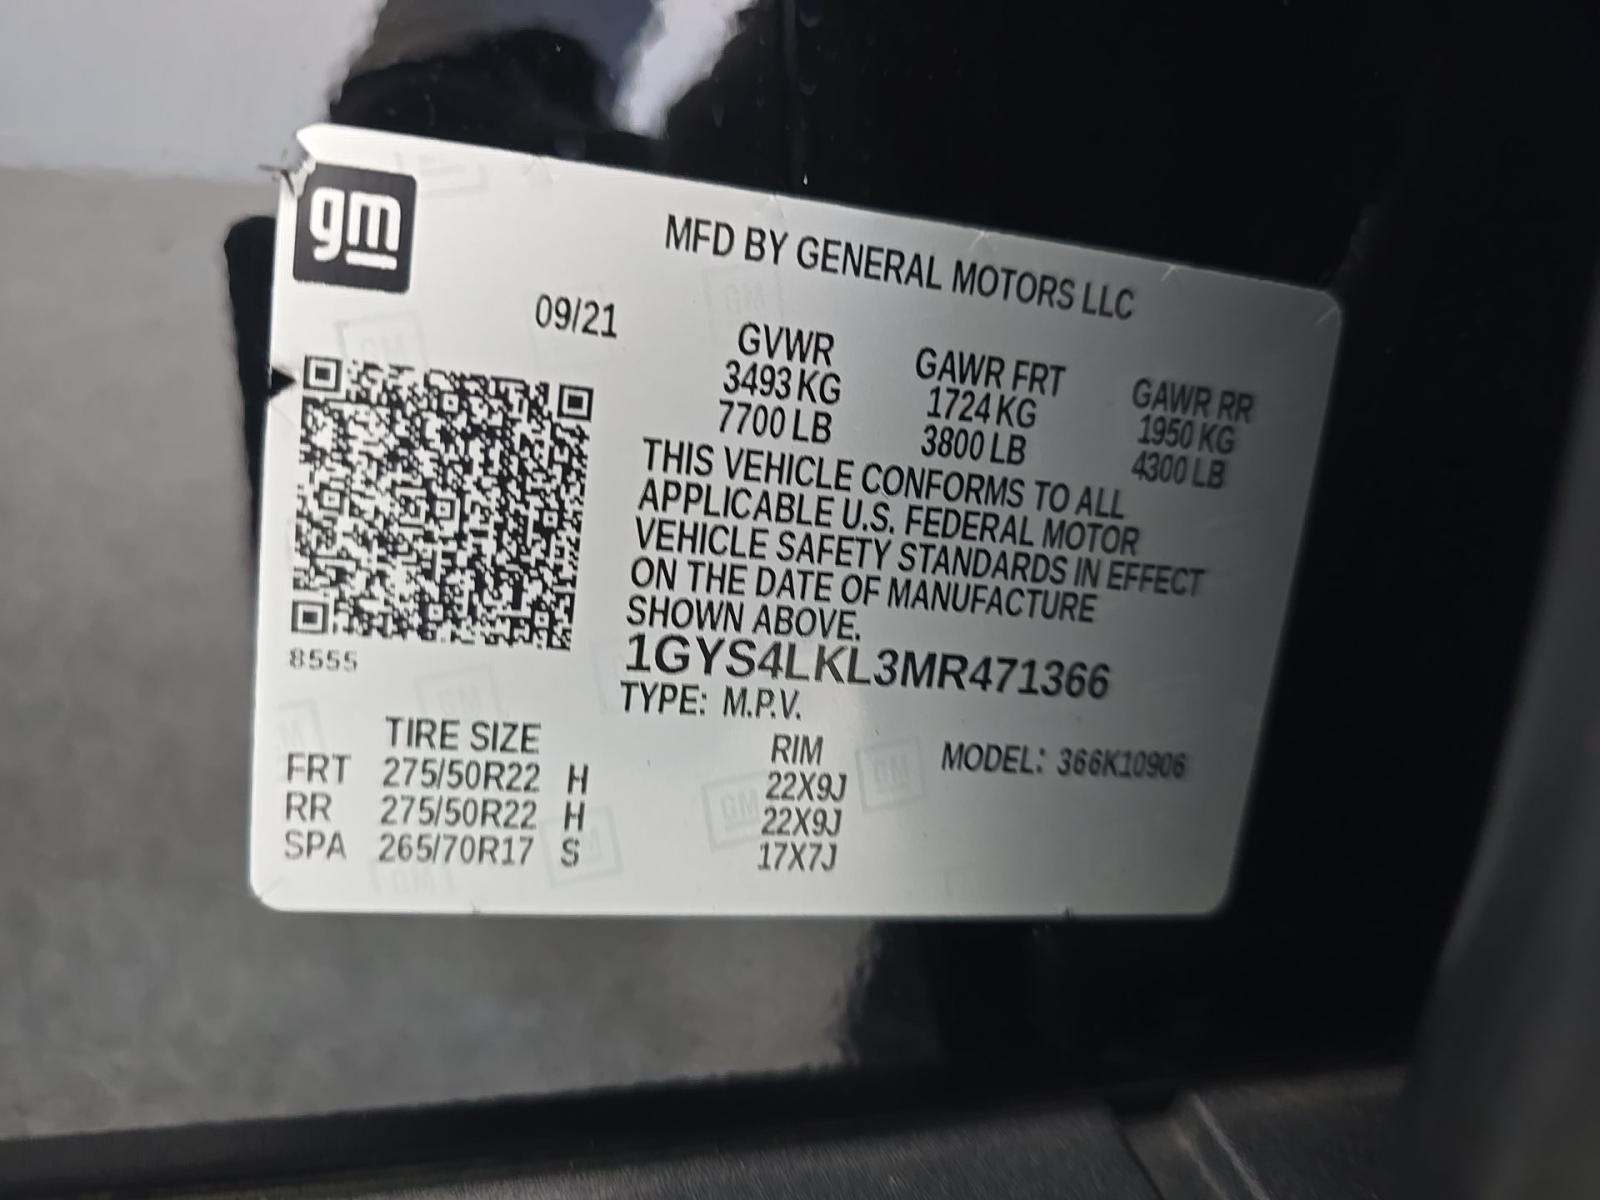 gm
MFD BY GENERAL MOTORS LLC
09/21
GVWR GAWR FRT GAWR RR
3493 KG 1724 KG 1950 KG
7700 LB 3800 LB 4300 LB
THIS VEHICLE CONFORMS TO ALL
APPLICABLE U.S. FEDERAL MOTOR
VEHICLE SAFETY STANDARDS IN EFFECT
ON THE DATE OF MANUFACTURE
SHOWN ABOVE.
8555
1GYS4LKL3MR471366
TYPE: M.P.V.
TIRE SIZE RIM MODEL: 366K10906
FRT 275/50R22 H 22X9J
RR 275/50R22 H 22X9J
SPA 265/70R17 S 17X7J